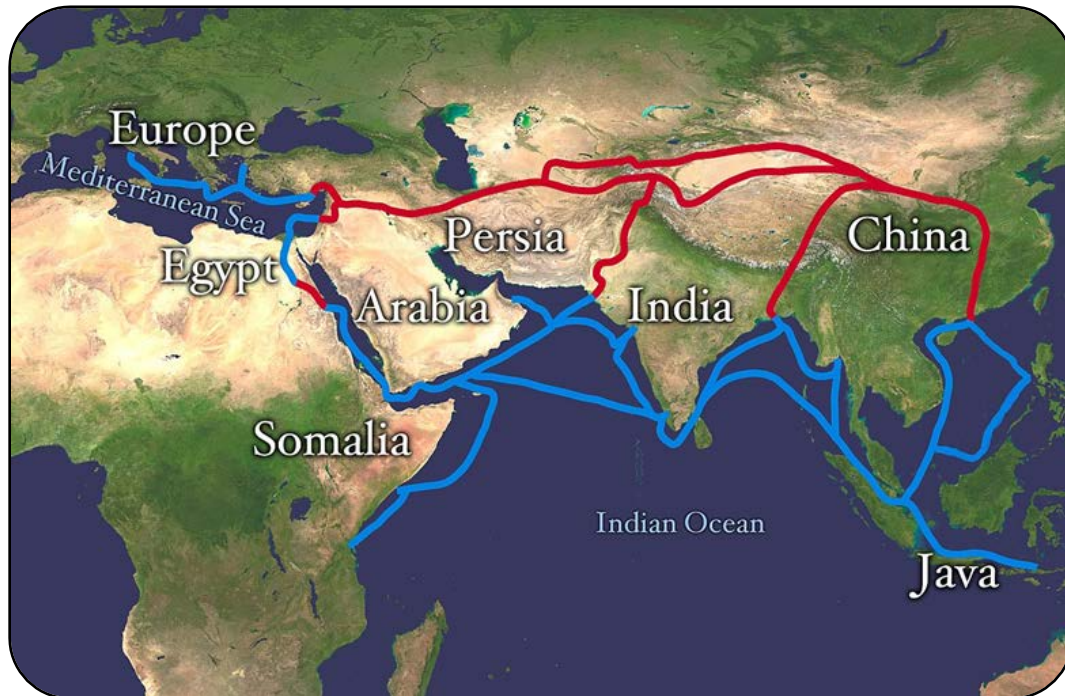 Europe
Mediterranean Sea
Egypt
Persia
China
Arabia
India
Somalia
Indian Ocean
Java